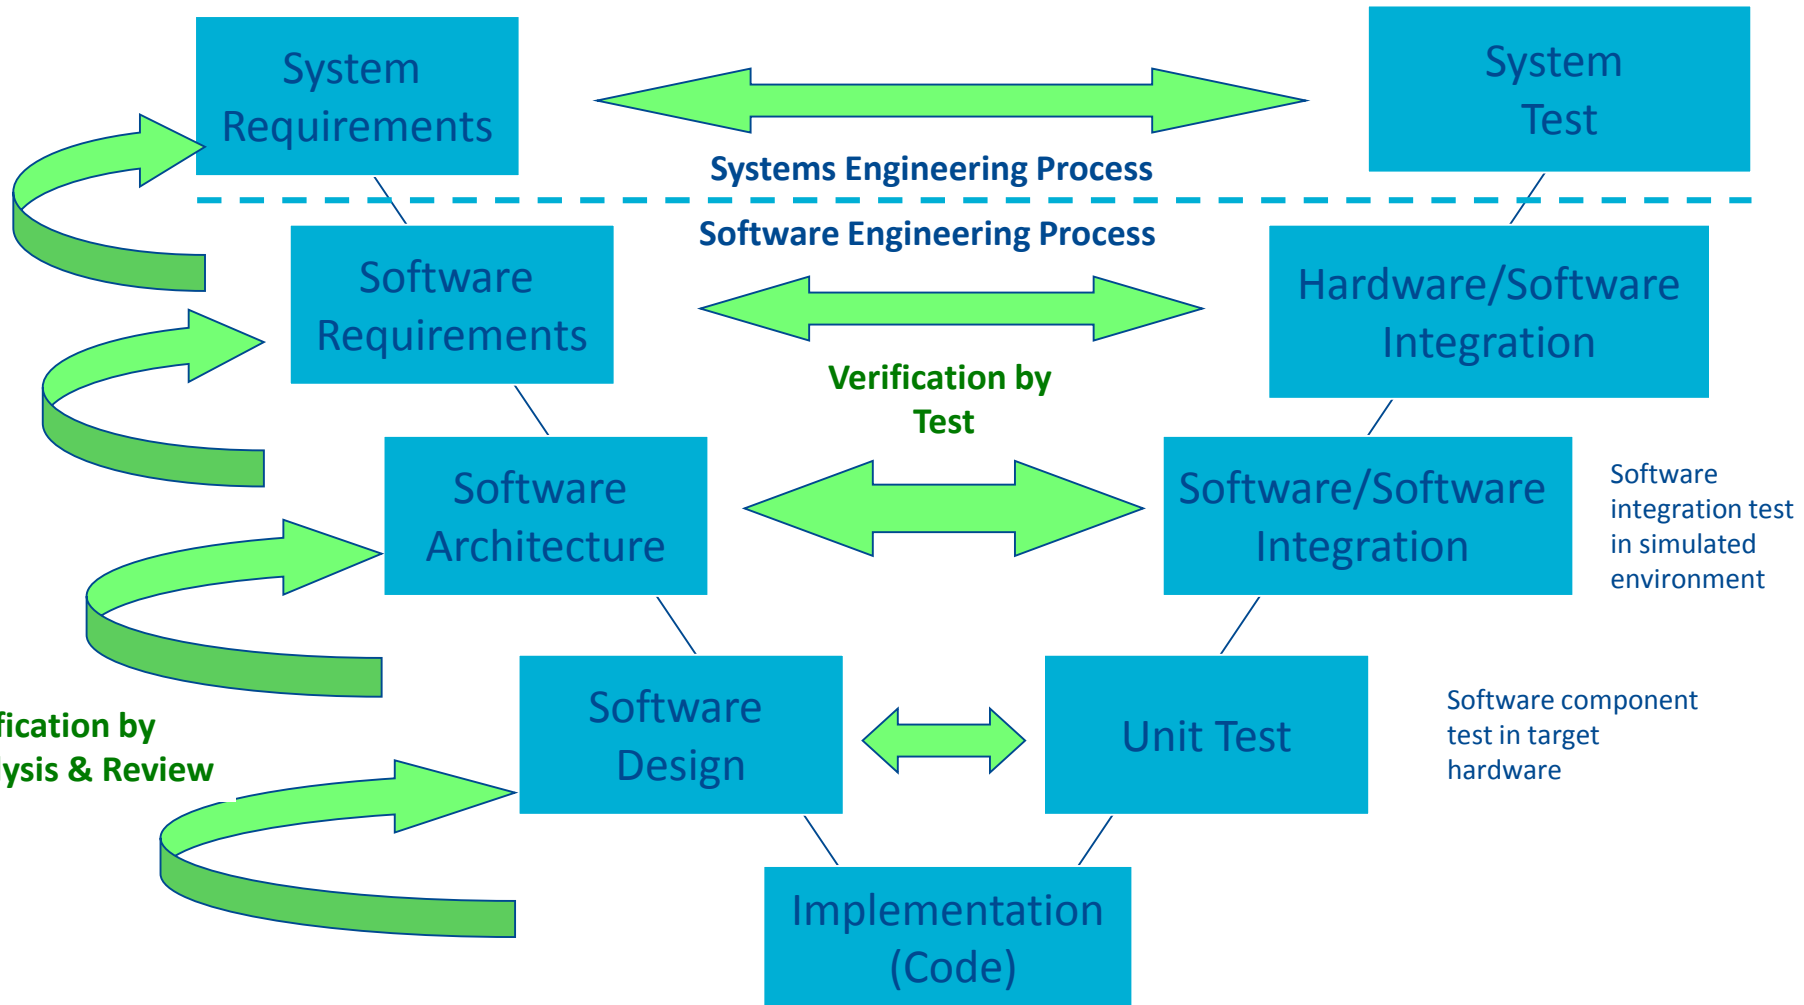 System
Requirements
System
Test
Systems Engineering Process
Software Engineering Process
Software
Requirements
Hardware/Software
Integration
Verification by
Test
Software
Architecture
Software/Software
Integration
Software
integration test
in simulated
environment
Software
Design
Unit Test
Software component
test in target
hardware
by
& Review
Implementation
(Code)